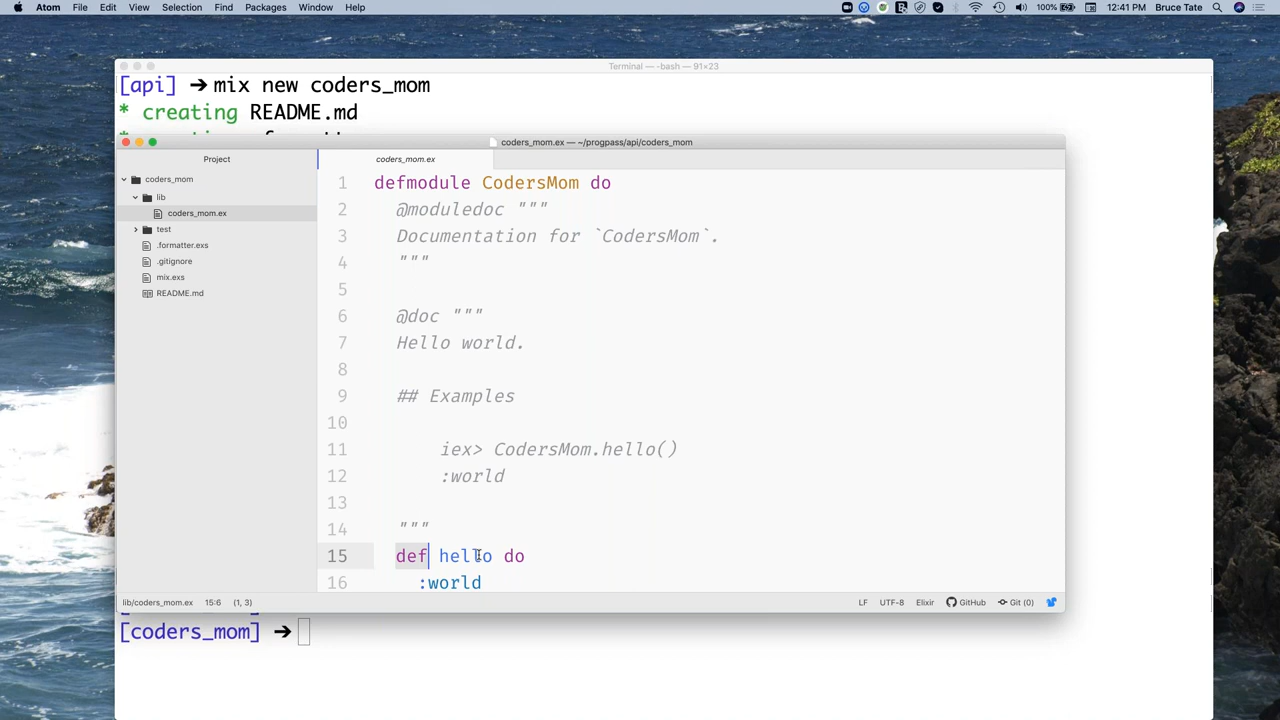 Atom File Edit View Selection Find Packages Window Help 100% 12:41 PM Bruce Tate
Terminal — -bash — 91×23
[api] ➔ mix new coders_mom
* creating README.md
coders_mom.ex — ~/progpass/api/coders_mom
Project
coders_mom
lib
coders_mom.ex
test
.formatter.exs
.gitignore
mix.exs
README.md
coders_mom.ex
1 defmodule CodersMom do
2 @moduledoc """
3 Documentation for `CodersMom`.
4 """
5
6 @doc """
7 Hello world.
8
9 ## Examples
10
11 iex> CodersMom.hello()
12 :world
13
14 """
15 def hello do
16 :world
lib/coders_mom.ex 15:6 (1, 3) LF UTF-8 Elixir GitHub Git (0)
[coders_mom] ➔